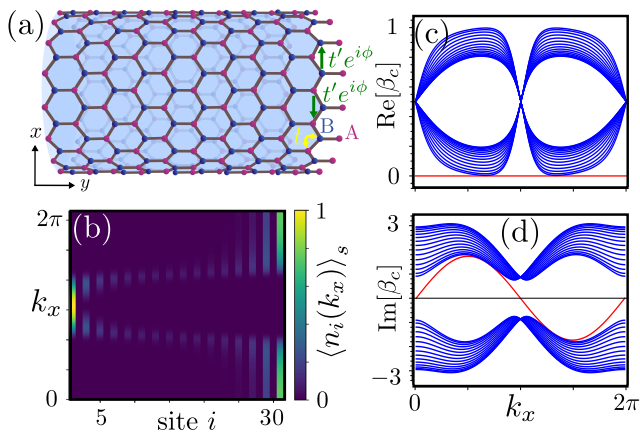 (a)
t′e^{iϕ}
t′e^{iϕ}
B
A
t
x
y
(b)
2π
k_x
0
5
site i
30
1
0
⟨n_i(k_x)⟩_s
(c)
1
Re[β_c]
0
(d)
3
Im[β_c]
−3
0
k_x
2π